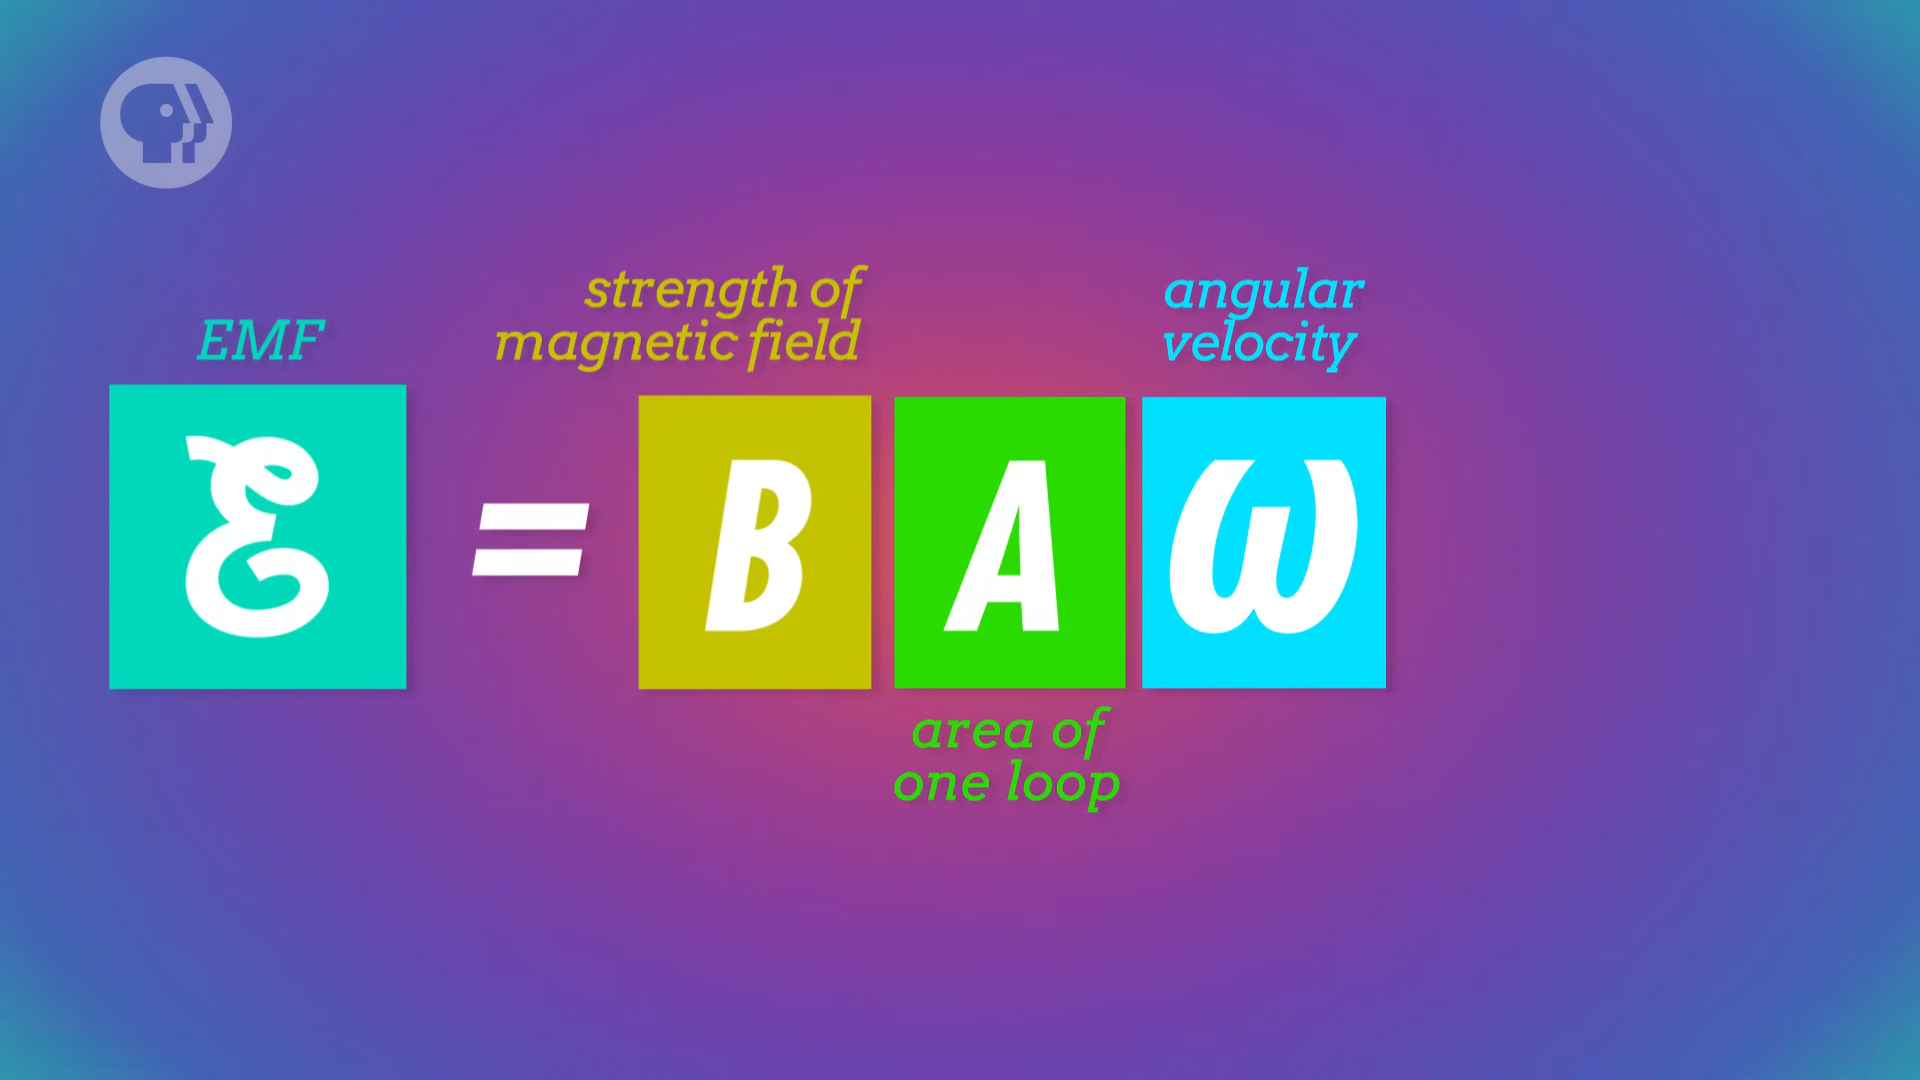 EMF
strength of
magnetic field
angular
velocity
ℰ = B A ω
area of
one loop